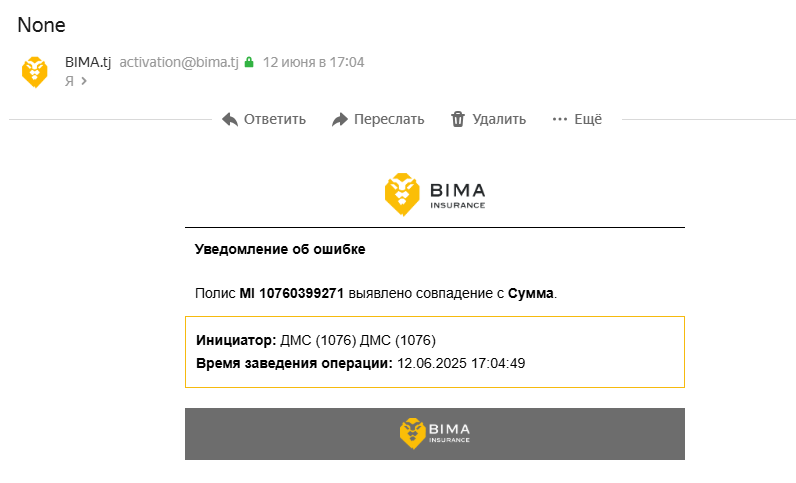 None
BIMA.tj activation@bima.tj 12 июня в 17:04
Я
Ответить Переслать Удалить Ещё
BIMA
INSURANCE
Уведомление об ошибке
Полис MI 10760399271 выявлено совпадение с Сумма.
Инициатор: ДМС (1076) ДМС (1076)
Время заведения операции: 12.06.2025 17:04:49
BIMA
INSURANCE